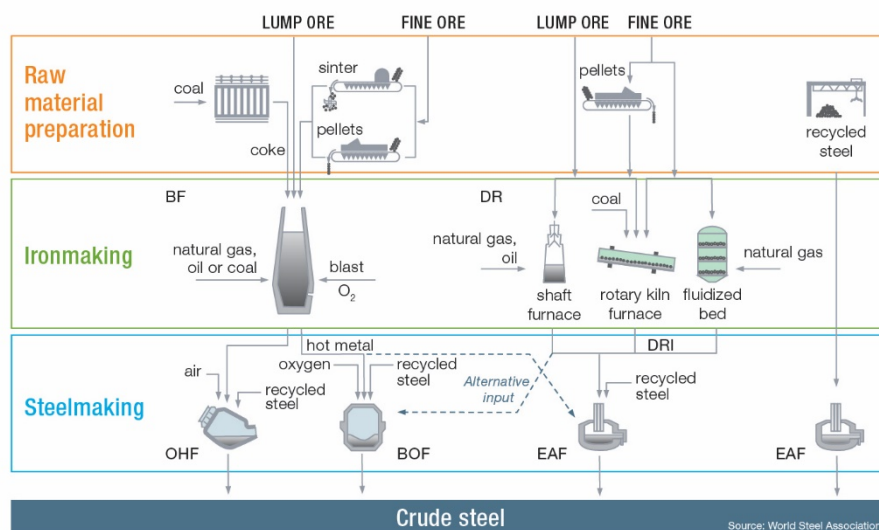 LUMP ORE
FINE ORE
LUMP ORE
FINE ORE
Raw
material
preparation
coal
coke
sinter
pellets
pellets
recycled
steel
Ironmaking
BF
natural gas,
oil or coal
blast
O₂
DR
natural gas,
oil
coal
shaft
furnace
rotary kiln
furnace
fluidized
bed
natural gas
Steelmaking
air
recycled
steel
OHF
hot metal
oxygen
recycled
steel
BOF
Alternative
input
DRI
recycled
steel
EAF
EAF
Crude steel
Source: World Steel Association